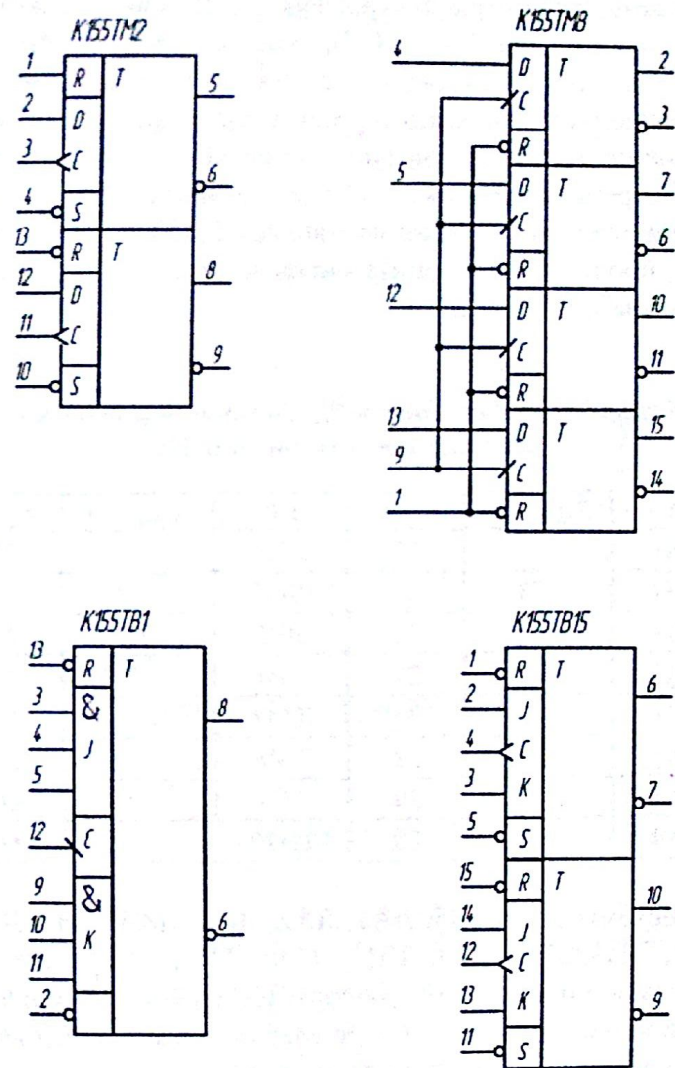 К155ТМ2
1 R T 5
2 D
3 C
6
4 S
13 R T
12 D 8
11 C
9
10 S
К155ТМ8
4 D T 2
C
3
R
5 D T 7
C
6
R
12 D T 10
C
11
R
13 D T 15
9 C
14
1 R
К155ТВ1
13 R T
3 & 8
4 J
5
12 C
9 &
10 K 6
11
2
К155ТВ15
1 R T
2 J 6
4 C
3 K 7
5 S
15 R T
14 J 10
12 C
13 K 9
11 S